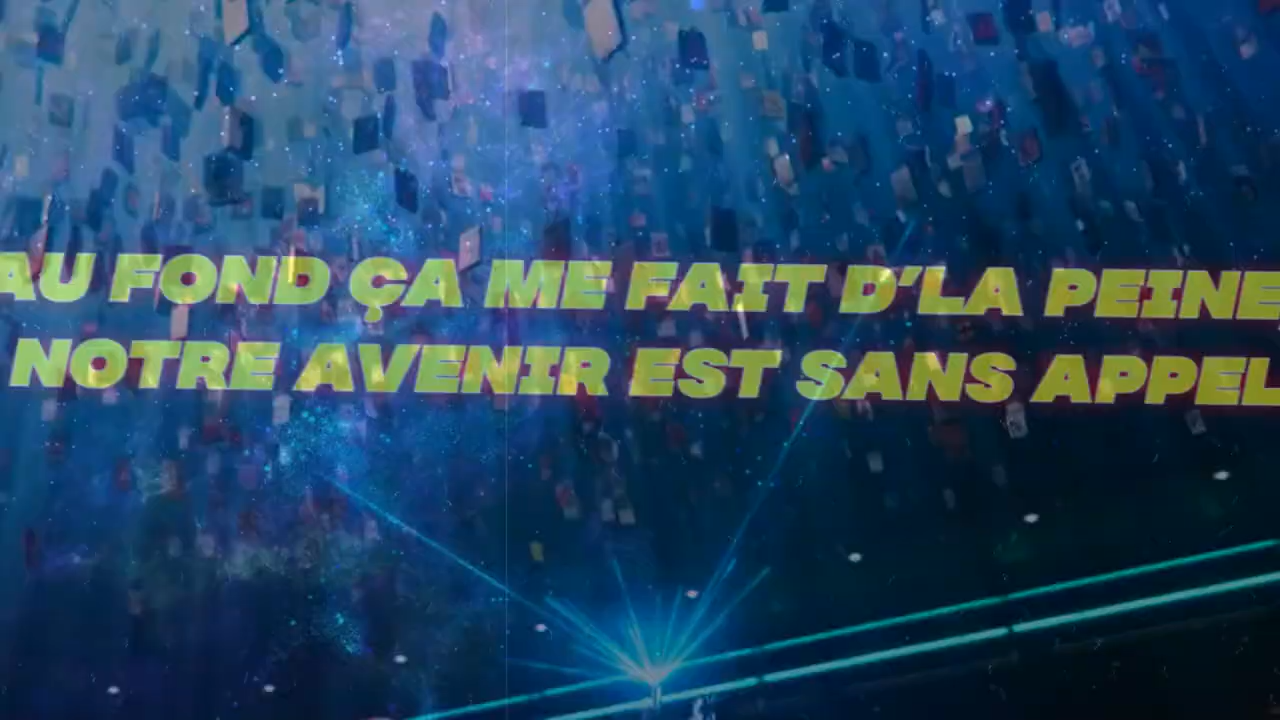 AU FOND ÇA ME FAIT D'LA PEINE,
NOTRE AVENIR EST SANS APPEL